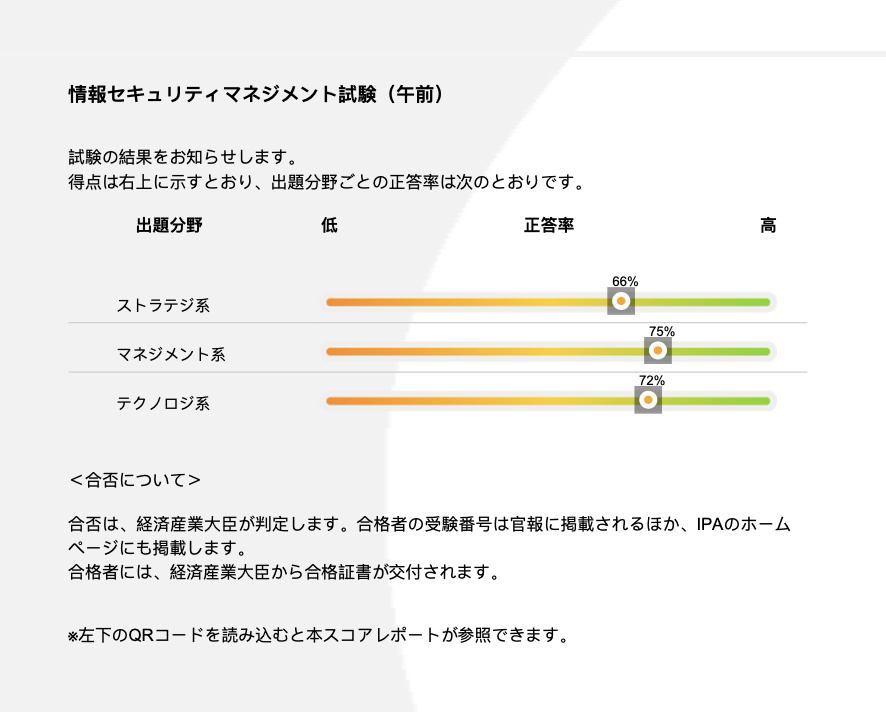 情報セキュリティマネジメント試験（午前）
試験の結果をお知らせします。
得点は右上に示すとおり、出題分野ごとの正答率は次のとおりです。
出題分野 低 正答率 高
66%
ストラテジ系
75%
マネジメント系
72%
テクノロジ系
＜合否について＞
合否は、経済産業大臣が判定します。合格者の受験番号は官報に掲載されるほか、IPAのホーム
ページにも掲載します。
合格者には、経済産業大臣から合格証書が交付されます。
※左下のQRコードを読み込むと本スコアレポートが参照できます。